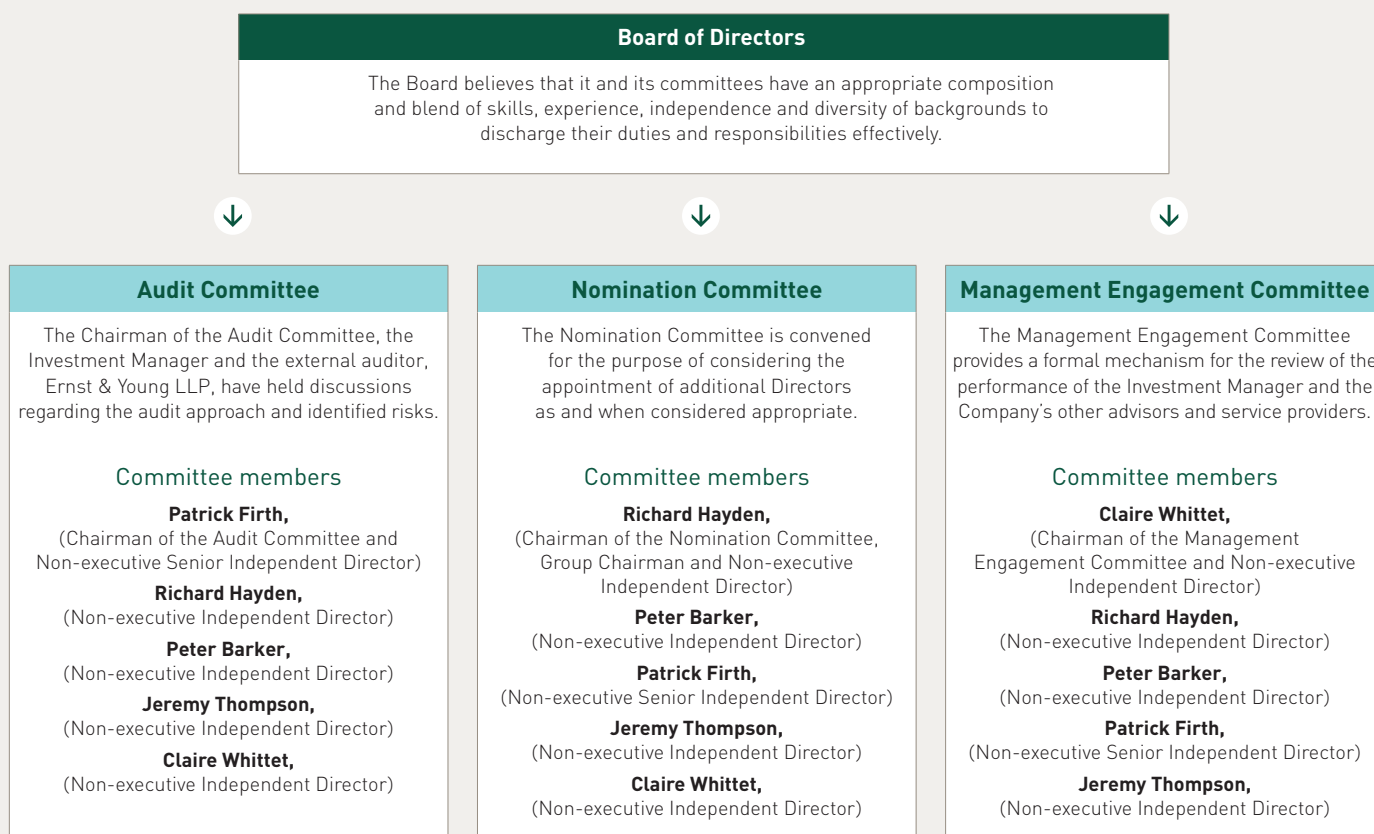 Board of Directors
The Board believes that it and its committees have an appropriate composition
and blend of skills, experience, independence and diversity of backgrounds to
discharge their duties and responsibilities effectively.
Audit Committee
The Chairman of the Audit Committee, the
Investment Manager and the external auditor,
Ernst & Young LLP, have held discussions
regarding the audit approach and identified risks.
Committee members
Patrick Firth,
(Chairman of the Audit Committee and
Non-executive Senior Independent Director)
Richard Hayden,
(Non-executive Independent Director)
Peter Barker,
(Non-executive Independent Director)
Jeremy Thompson,
(Non-executive Independent Director)
Claire Whittet,
(Non-executive Independent Director)
Nomination Committee
The Nomination Committee is convened
for the purpose of considering the
appointment of additional Directors
as and when considered appropriate.
Committee members
Richard Hayden,
(Chairman of the Nomination Committee,
Group Chairman and Non-executive
Independent Director)
Peter Barker,
(Non-executive Independent Director)
Patrick Firth,
(Non-executive Senior Independent Director)
Jeremy Thompson,
(Non-executive Independent Director)
Claire Whittet,
(Non-executive Independent Director)
Management Engagement Committee
The Management Engagement Committee
provides a formal mechanism for the review of the
performance of the Investment Manager and the
Company's other advisors and service providers.
Committee members
Claire Whittet,
(Chairman of the Management
Engagement Committee and Non-executive
Independent Director)
Richard Hayden,
(Non-executive Independent Director)
Peter Barker,
(Non-executive Independent Director)
Patrick Firth,
(Non-executive Senior Independent Director)
Jeremy Thompson,
(Non-executive Independent Director)